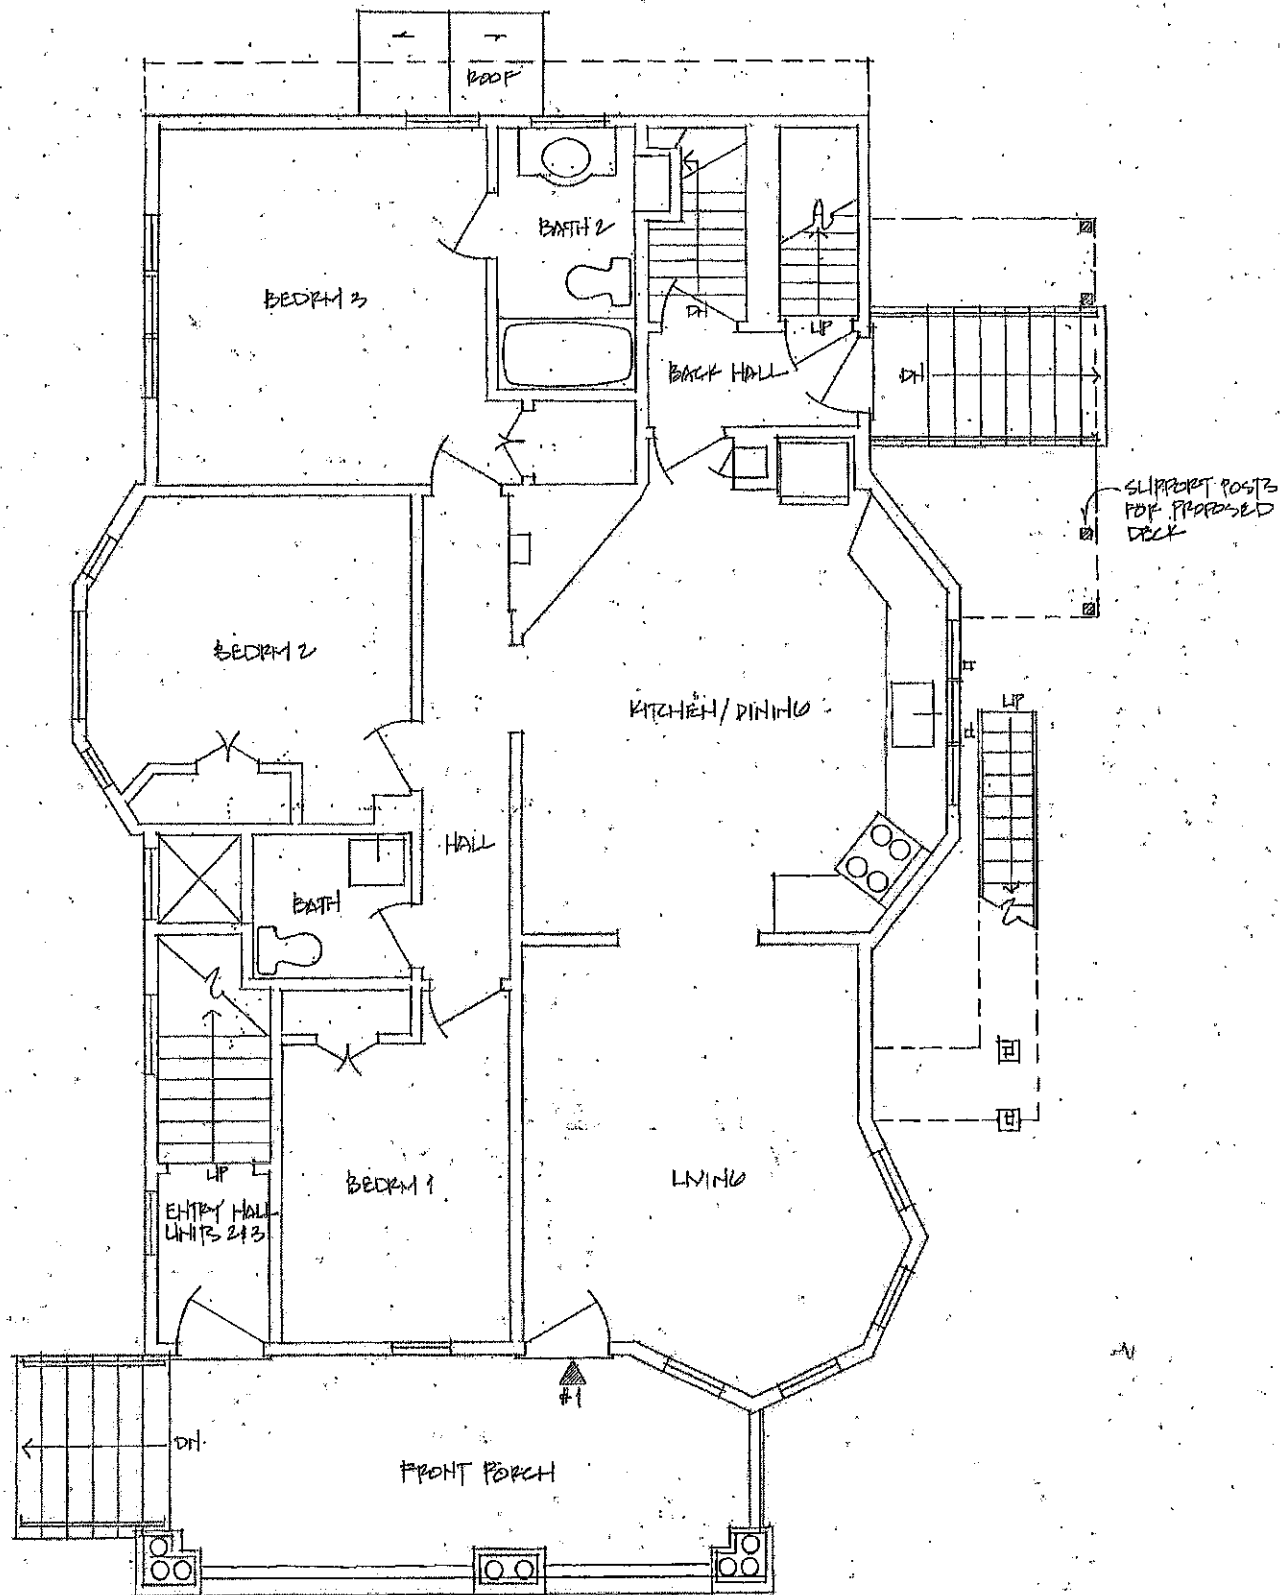 ROOF
BATH 2
BEDRM 3
DN
UP
BACK HALL
DN
SUPPORT POSTS
FOR PROPOSED
DECK
BEDRM 2
KITCHEN/DINING
UP
HALL
BATH
UP
BEDRM 1
LIVING
ENTRY HALL
UNITS 2&3
#1
DN.
FRONT PORCH